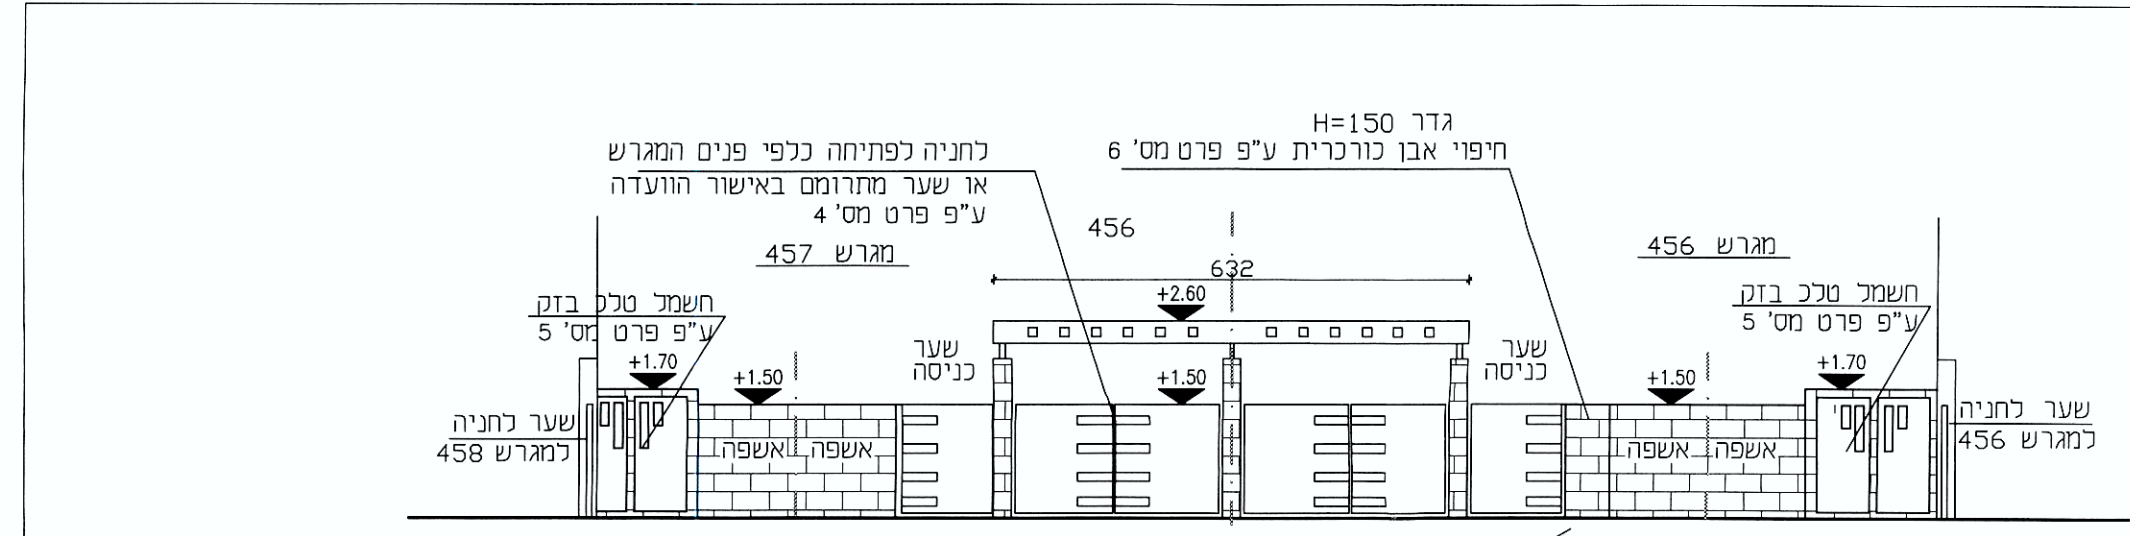 גדר H=150
חיפוי אבן כורכרית ע"פ פרט מס' 6
לחניה לפתיחה כלפי פנים המגרש
או שער מתרומם באישור הוועדה
ע"פ פרט מס' 4
456
מגרש 456
מגרש 457
632
חשמל טלכ בזק
ע"פ פרט מס' 5
+2.60
חשמל טלכ בזק
ע"פ פרט מס' 5
שער
כניסה
שער
כניסה
+1.70
+1.50
+1.50
+1.50
+1.70
שער לחניה
למגרש 456
שער לחניה
למגרש 458
אשפה אשפה
אשפה אשפה